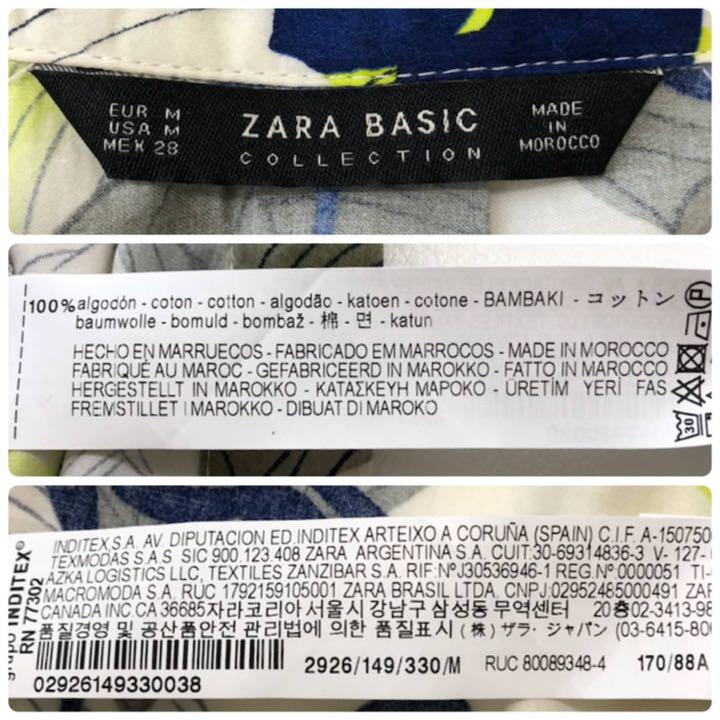 EUR M
USA M
MEX 28
ZARA BASIC
COLLECTION
MADE
IN
MOROCCO
100% algodón - coton - cotton - algodão - katoen - cotone - BAMBAKI - コットン
baumwolle - bomuld - bombaž - 棉 - 면 - katun
HECHO EN MARRUECOS - FABRICADO EM MARROCOS - MADE IN MOROCCO
FABRIQUÉ AU MAROC - GEFABRICEERD IN MAROKKO - FATTO IN MAROCCO
HERGESTELLT IN MAROKKO - ΚΑΤΑΣΚΕΥΗ ΜΑΡΟΚΟ - ÜRETİM YERİ FAS
FREMSTILLET I MAROKKO - DIBUAT DI MAROKO
30
grupo INDITEX®
RN 77302
INDITEX,S.A. AV. DIPUTACION ED.INDITEX ARTEIXO A CORUÑA (SPAIN) C.I.F. A-1507500
TEXMODAS S.A.S SIC 900.123.408 ZARA ARGENTINA S.A. CUIT:30-69314836-3 V- 127-
AZKA LOGISTICS LLC, TEXTILES ZANZIBAR S.A. RIF:NºJ30536946-1 REG.Nº0000051 TI-
MACROMODA S.A. RUC 1792159105001 ZARA BRASIL LTDA. CNPJ:02952485000491 ZAR
CANADA INC.CA 36685 자라코리아 서울시 강남구 삼성동 무역센터 20층02-3413-98
품질경영 및 공산품안전 관리법에 의한 품질표시 (株) ザラ・ジャパン (03-6415-80
2926/149/330/M RUC 80089348-4 170/88A
02926149330038